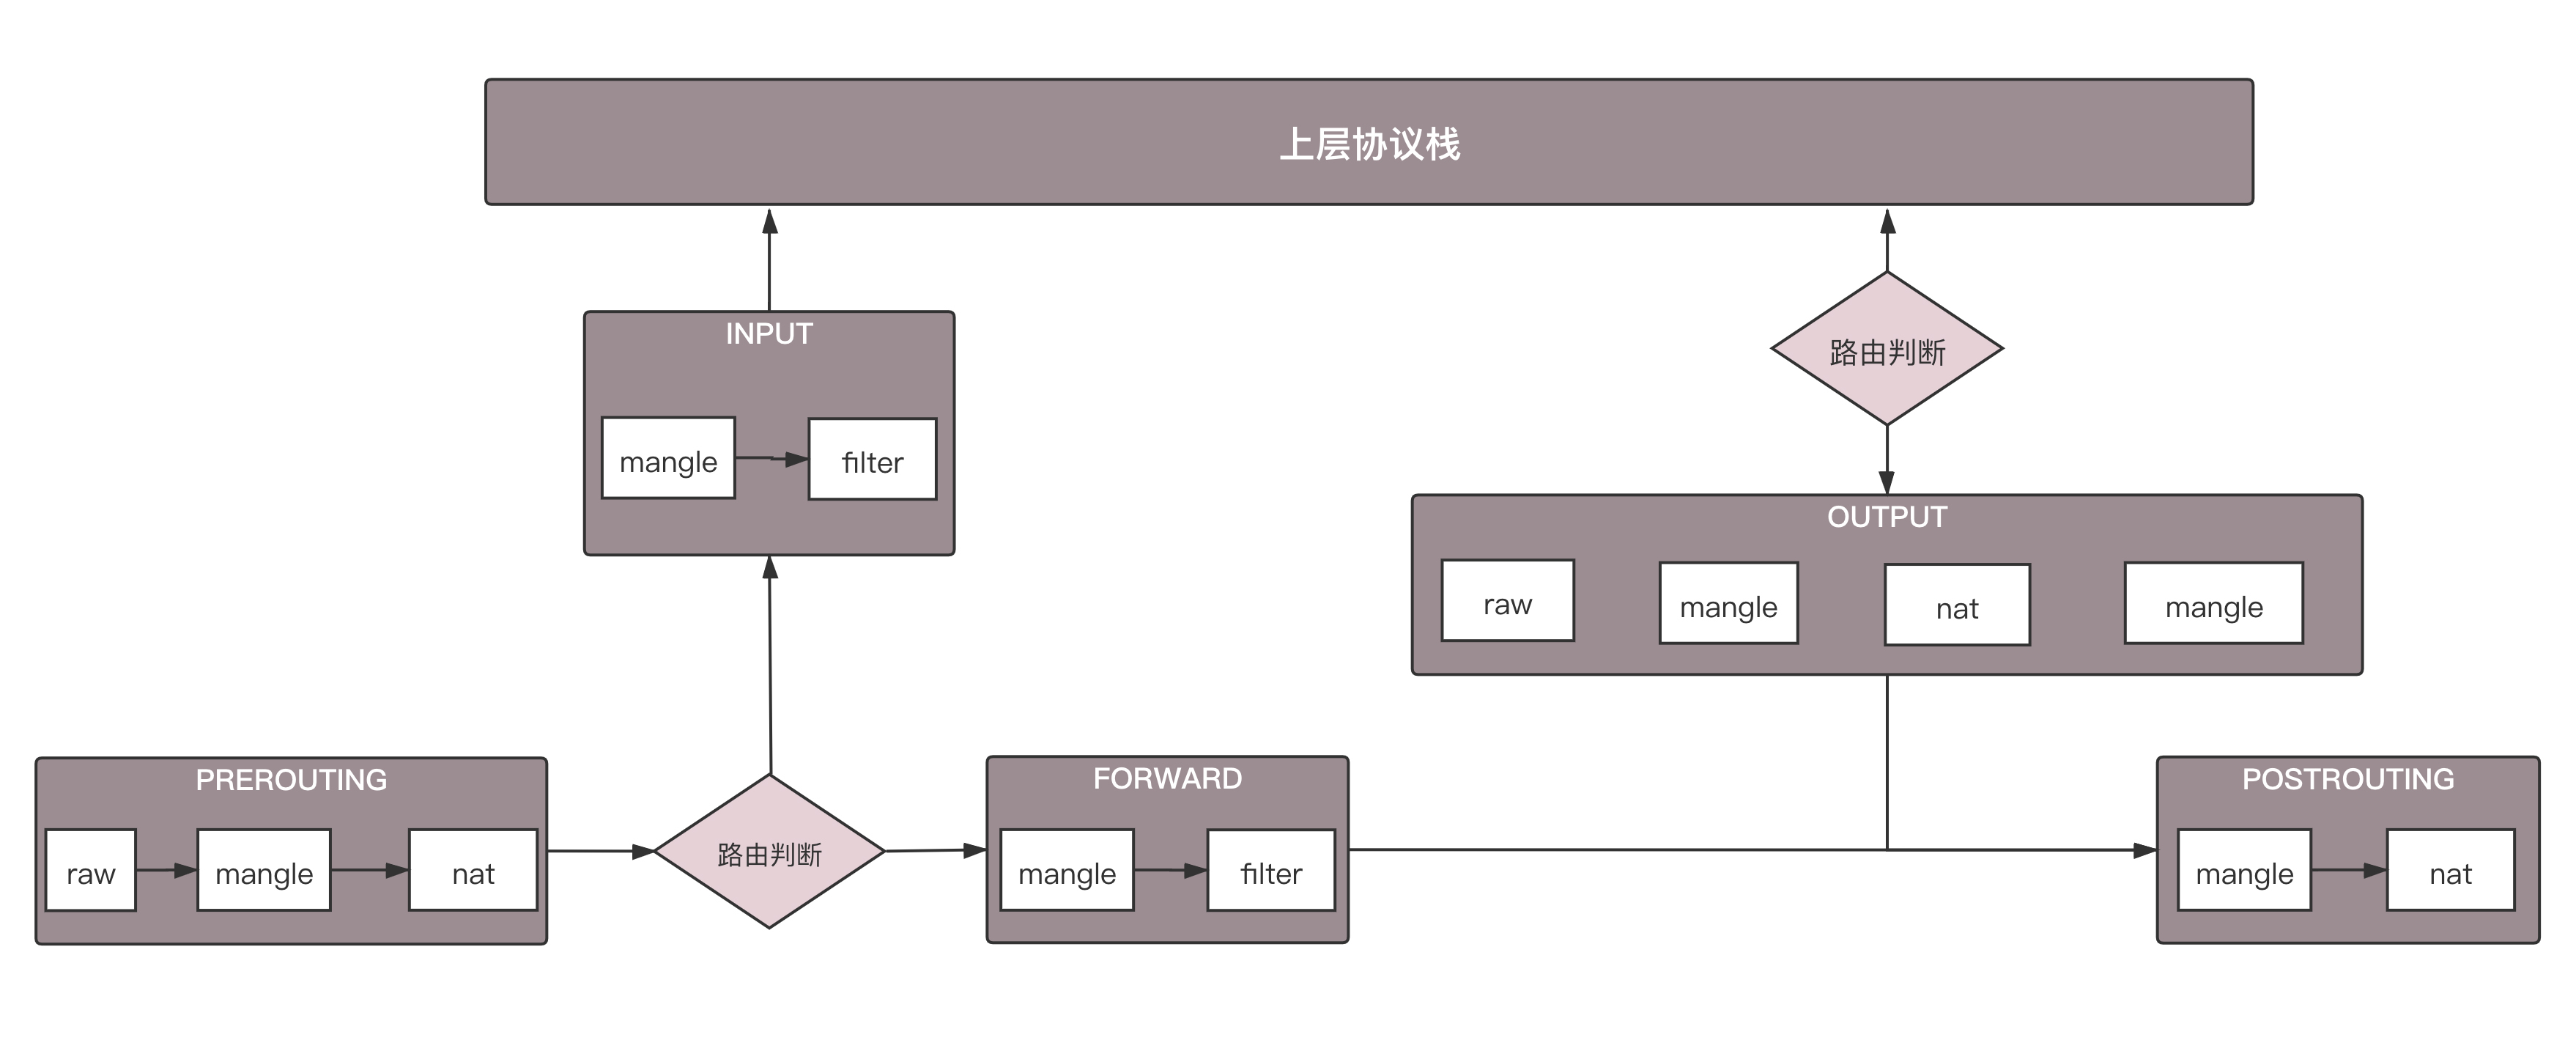 上层协议栈
INPUT
mangle
filter
路由判断
OUTPUT
raw
mangle
nat
mangle
PREROUTING
raw
mangle
nat
路由判断
FORWARD
mangle
filter
POSTROUTING
mangle
nat